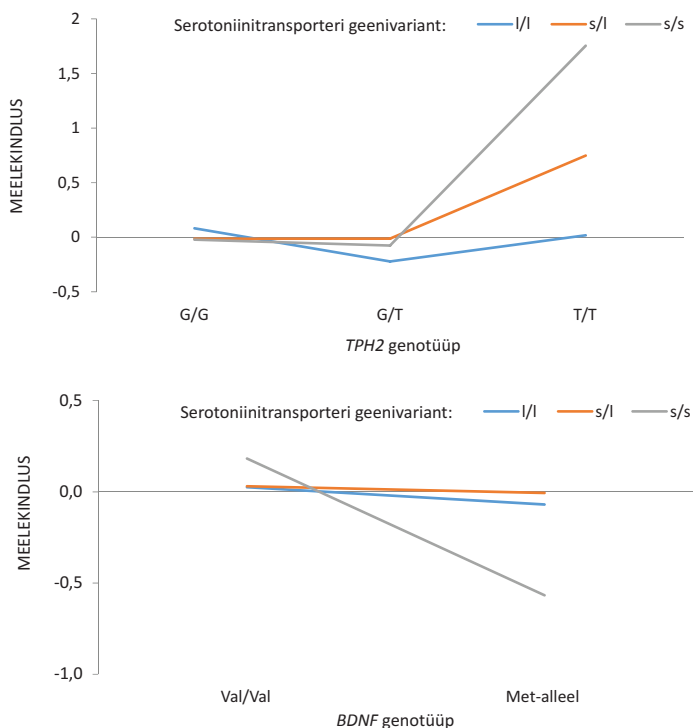 2
Serotoniinitransporteri geenivariant: l/l s/l s/s
1,5
1
0,5
0
-0,5
MEELEKINDLUS
G/G G/T T/T
TPH2 genotüüp
0,5
Serotoniinitransporteri geenivariant: l/l s/l s/s
0,0
-0,5
-1,0
MEELEKINDLUS
Val/Val Met-alleel
BDNF genotüüp